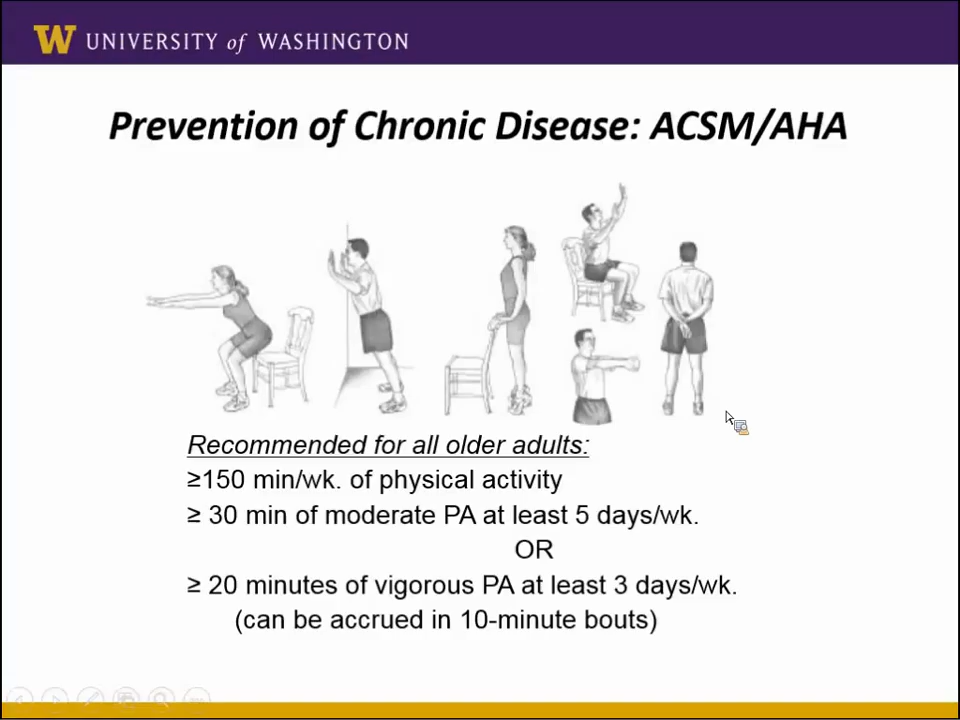 W UNIVERSITY of WASHINGTON
Prevention of Chronic Disease: ACSM/AHA
Recommended for all older adults:
≥150 min/wk. of physical activity
≥ 30 min of moderate PA at least 5 days/wk.
OR
≥ 20 minutes of vigorous PA at least 3 days/wk.
(can be accrued in 10-minute bouts)